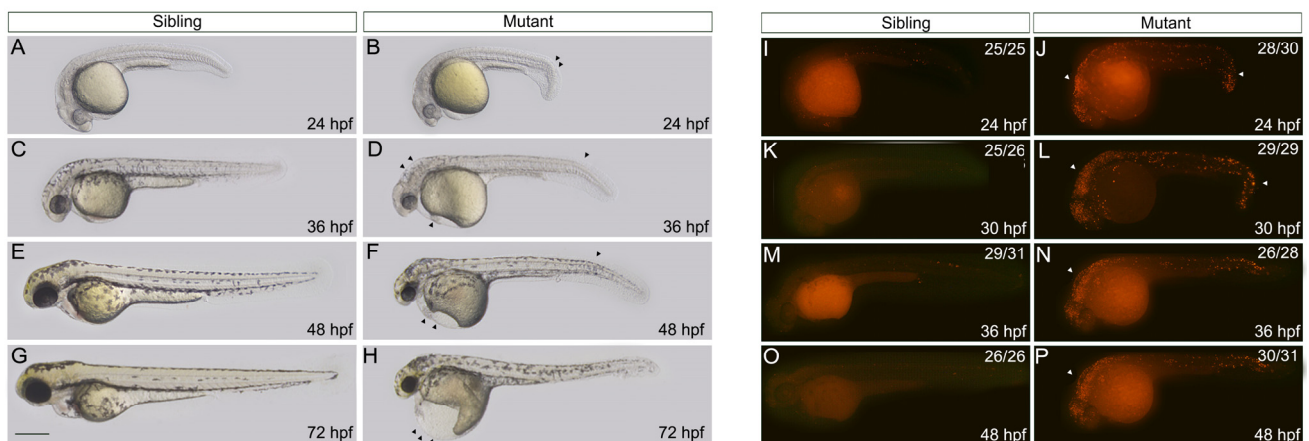 Sibling Mutant Sibling Mutant
A B I 25/25 J 28/30
24 hpf 24 hpf 24 hpf 24 hpf
C D K 25/26 L 29/29
36 hpf 36 hpf 30 hpf 30 hpf
E F M 29/31 N 26/28
48 hpf 48 hpf 36 hpf 36 hpf
G H O 26/26 P 30/31
72 hpf 72 hpf 48 hpf 48 hpf